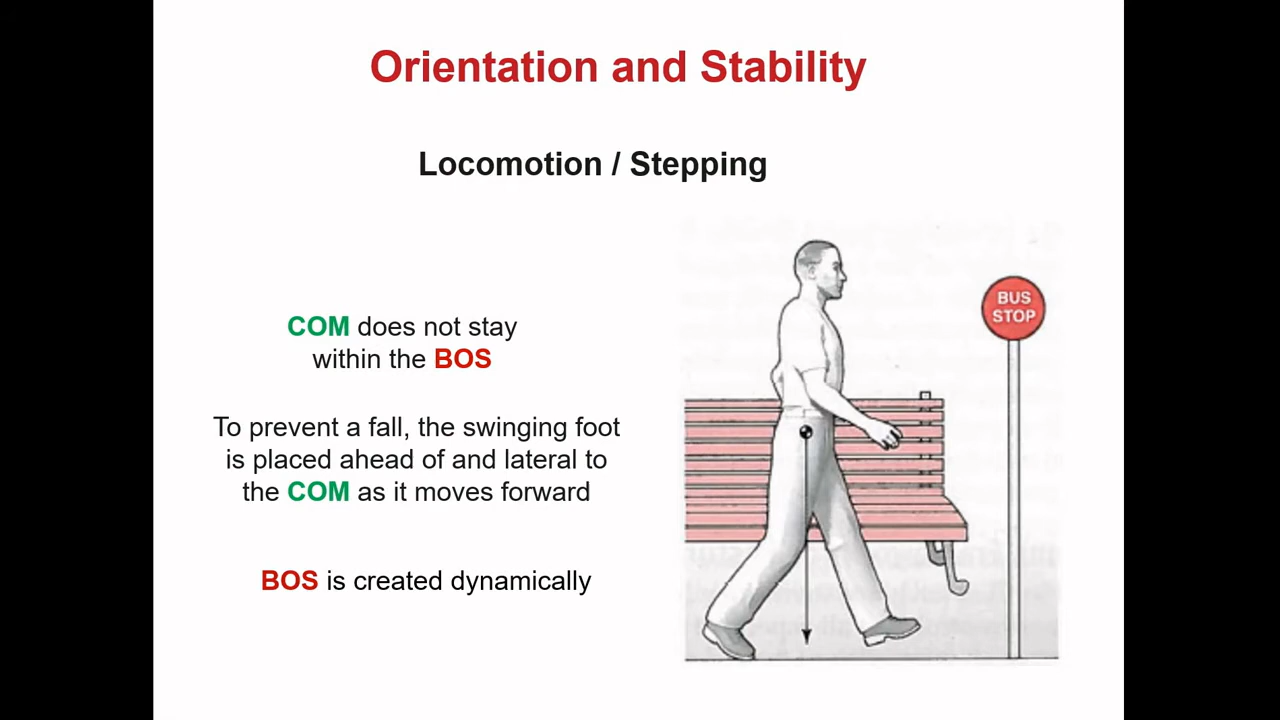 Orientation and Stability
Locomotion / Stepping
COM does not stay
within the BOS
To prevent a fall, the swinging foot
is placed ahead of and lateral to
the COM as it moves forward
BOS is created dynamically
BUS
STOP